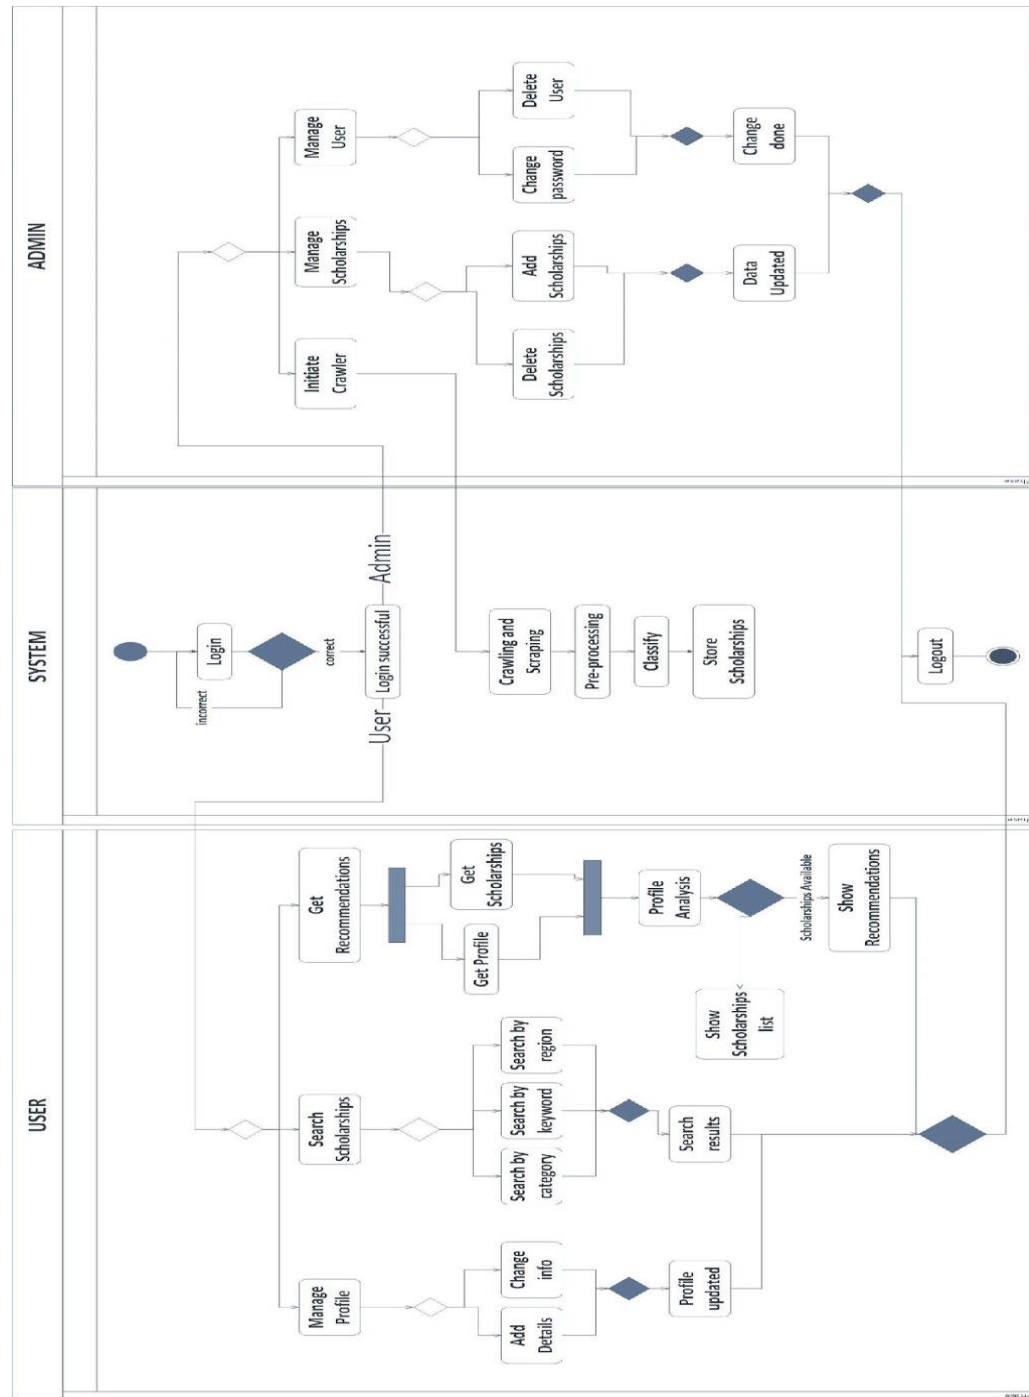 USER
SYSTEM
ADMIN
Login
incorrect
correct
User
Login successful
Admin
Manage
Profile
Search
Scholarships
Get
Recommendations
Initiate
Crawler
Manage
Scholarships
Manage
User
Add
Details
Change
info
Search by
category
Search by
keyword
Search by
region
Get Profile
Get
Scholarships
Crawling and
Scraping
Pre-processing
Classify
Store
Scholarships
Delete
Scholarships
Add
Scholarships
Change
password
Delete
User
Profile
updated
Search
results
Profile
Analysis
Show
Scholarships
list
Scholarships Available
Show
Recommendations
Data
Updated
Change
done
Logout